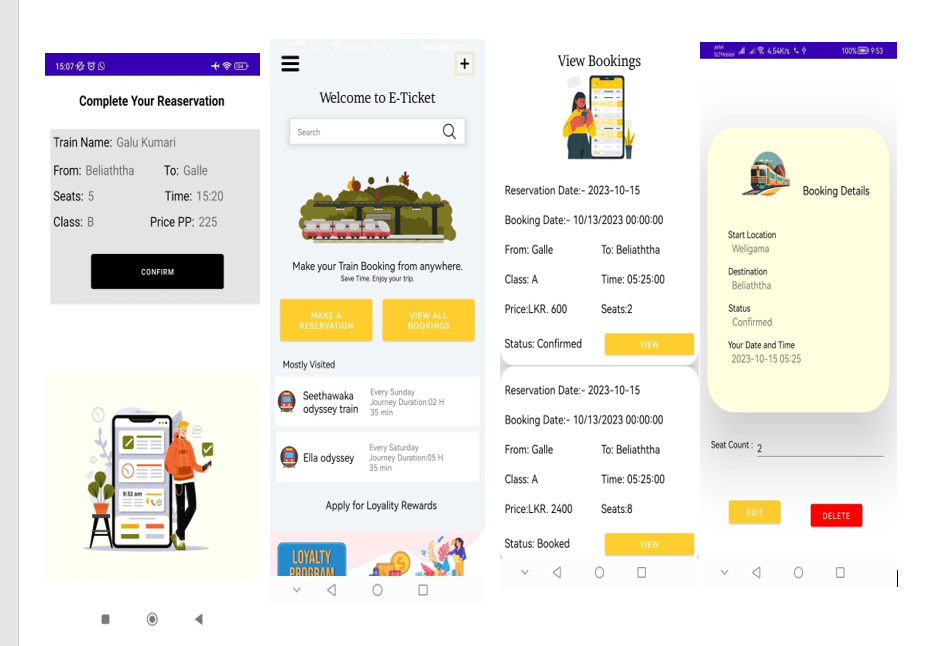 15:07
Complete Your Reaservation
Train Name: Galu Kumari
From: Beliaththa To: Galle
Seats: 5 Time: 15:20
Class: B Price PP: 225
CONFIRM
9:32 am
Welcome to E-Ticket
Search
Make your Train Booking from anywhere.
Save Time. Enjoy your trip.
MAKE A
RESERVATION
VIEW ALL
BOOKINGS
Mostly Visited
Seethawaka
odyssey train
Every Sunday
Journey Duration:02 H
35 min
Ella odyssey
Every Saturday
Journey Duration:05 H
35 min
Apply for Loyality Rewards
LOYALTY
PROGRAM
View Bookings
Reservation Date:- 2023-10-15
Booking Date:- 10/13/2023 00:00:00
From: Galle To: Beliaththa
Class: A Time: 05:25:00
Price:LKR. 600 Seats:2
Status: Confirmed VIEW
Reservation Date:- 2023-10-15
Booking Date:- 10/13/2023 00:00:00
From: Galle To: Beliaththa
Class: A Time: 05:25:00
Price:LKR. 2400 Seats:8
Status: Booked VIEW
airtel 4.54K/s 100% 9:53
SLTMobitel
Booking Details
Start Location
Weligama
Destination
Beliaththa
Status
Confirmed
Your Date and Time
2023-10-15 05:25
Seat Count : 2
EDIT DELETE